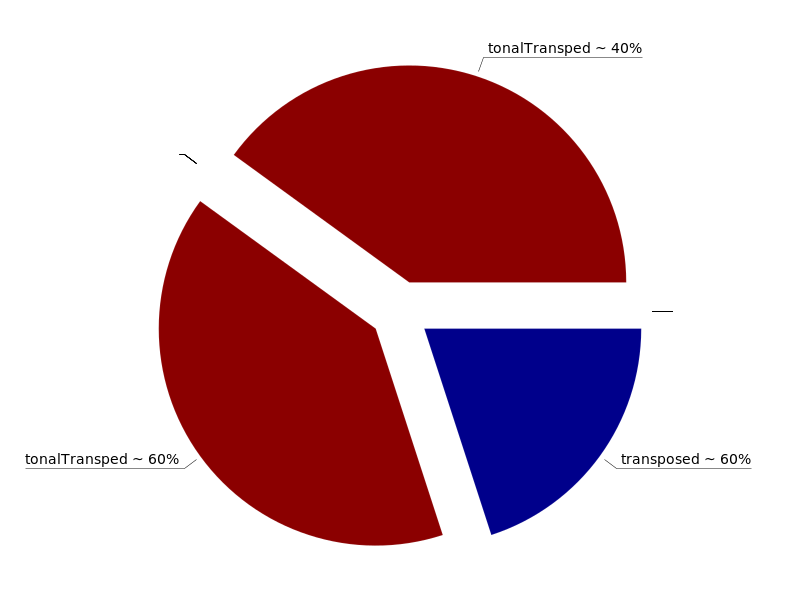 tonalTransped ~ 40%
tonalTransped ~ 60%
transposed ~ 60%